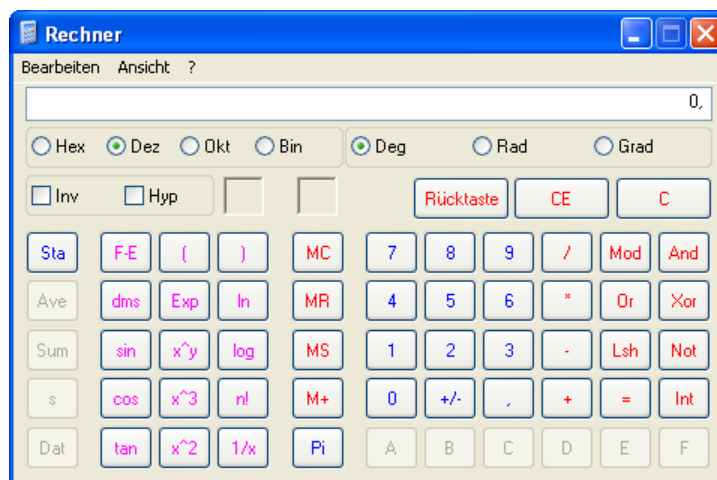 Rechner
Bearbeiten Ansicht ?
0,
Hex Dez Okt Bin Deg Rad Grad
Inv Hyp Rücktaste CE C
Sta F-E ( ) MC 7 8 9 / Mod And
Ave dms Exp ln MR 4 5 6 * Or Xor
Sum sin x^y log MS 1 2 3 - Lsh Not
s cos x^3 n! M+ 0 +/- , + = Int
Dat tan x^2 1/x Pi A B C D E F